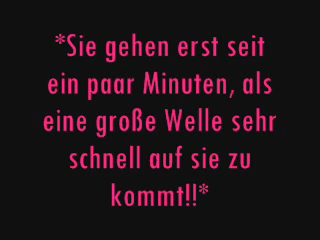 *Sie gehen erst seit
ein paar Minuten, als
eine große Welle sehr
schnell auf sie zu
kommt!!*